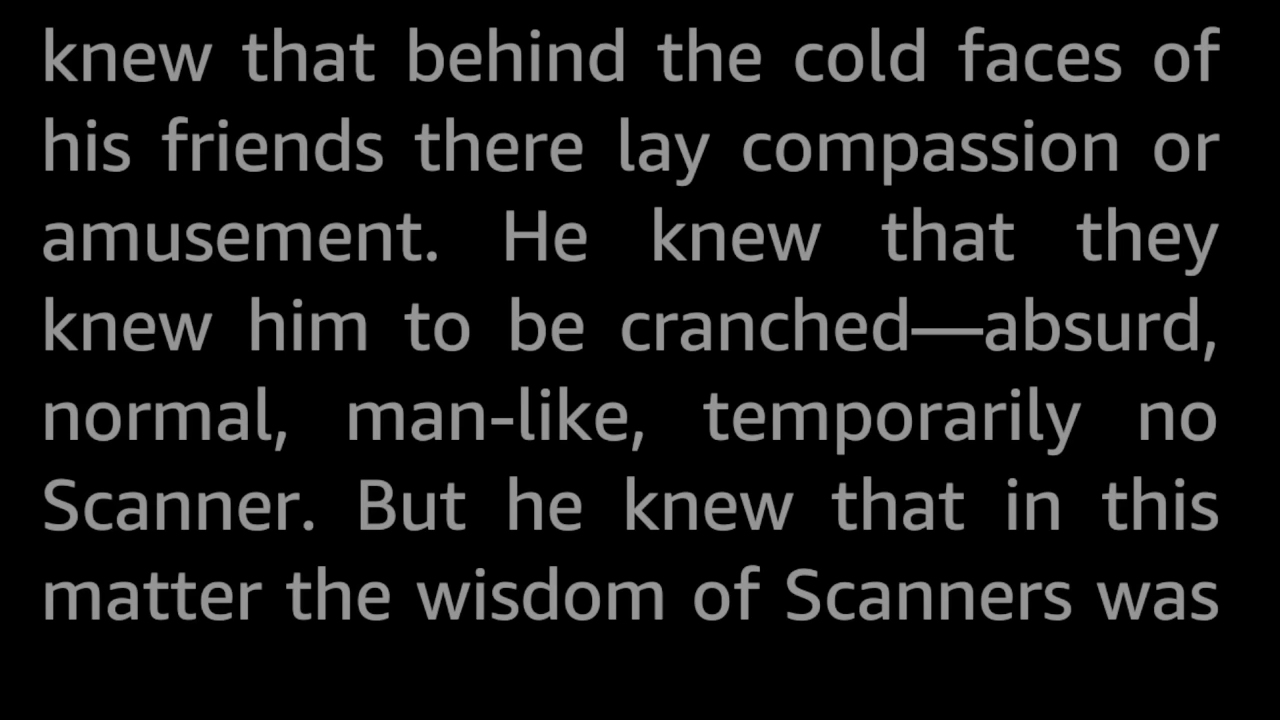 knew that behind the cold faces of
his friends there lay compassion or
amusement. He knew that they
knew him to be cranched—absurd,
normal, man-like, temporarily no
Scanner. But he knew that in this
matter the wisdom of Scanners was